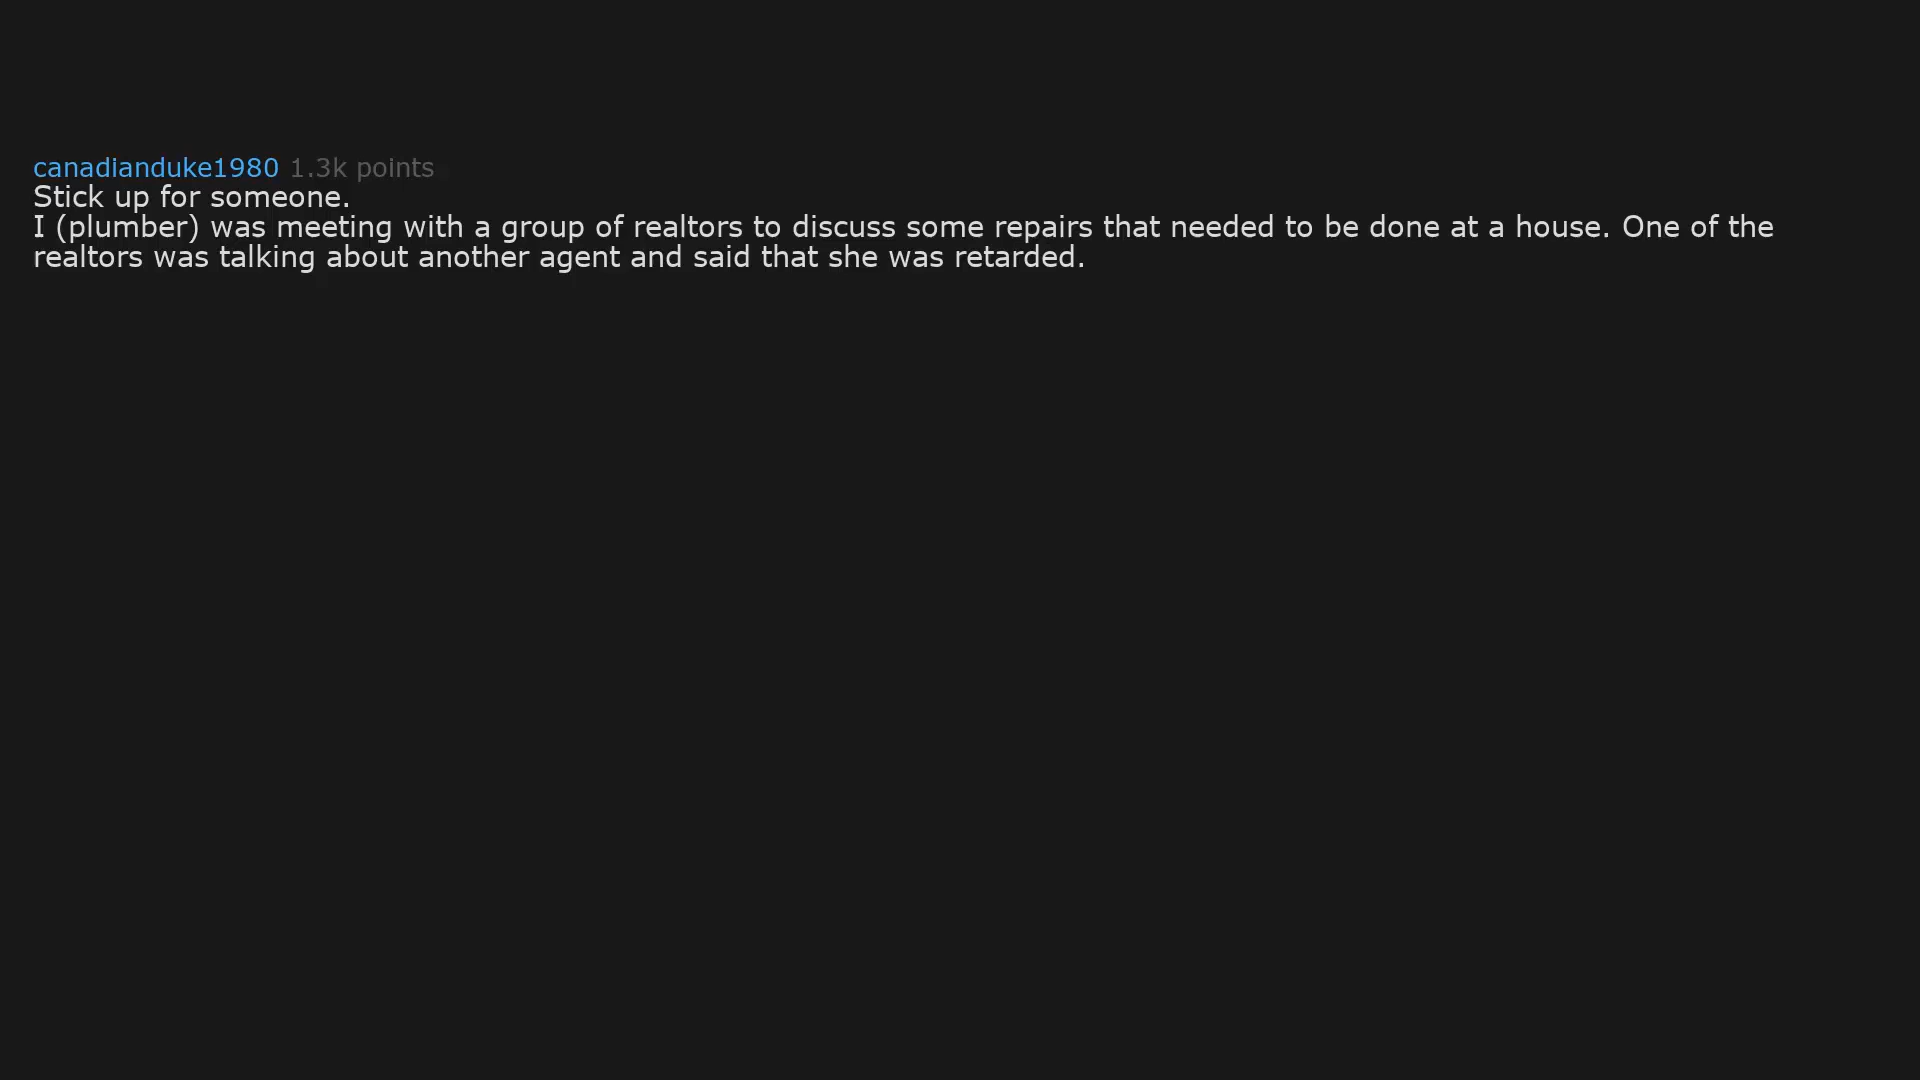 canadianduke1980 1.3k points
Stick up for someone.
I (plumber) was meeting with a group of realtors to discuss some repairs that needed to be done at a house. One of the
realtors was talking about another agent and said that she was retarded.